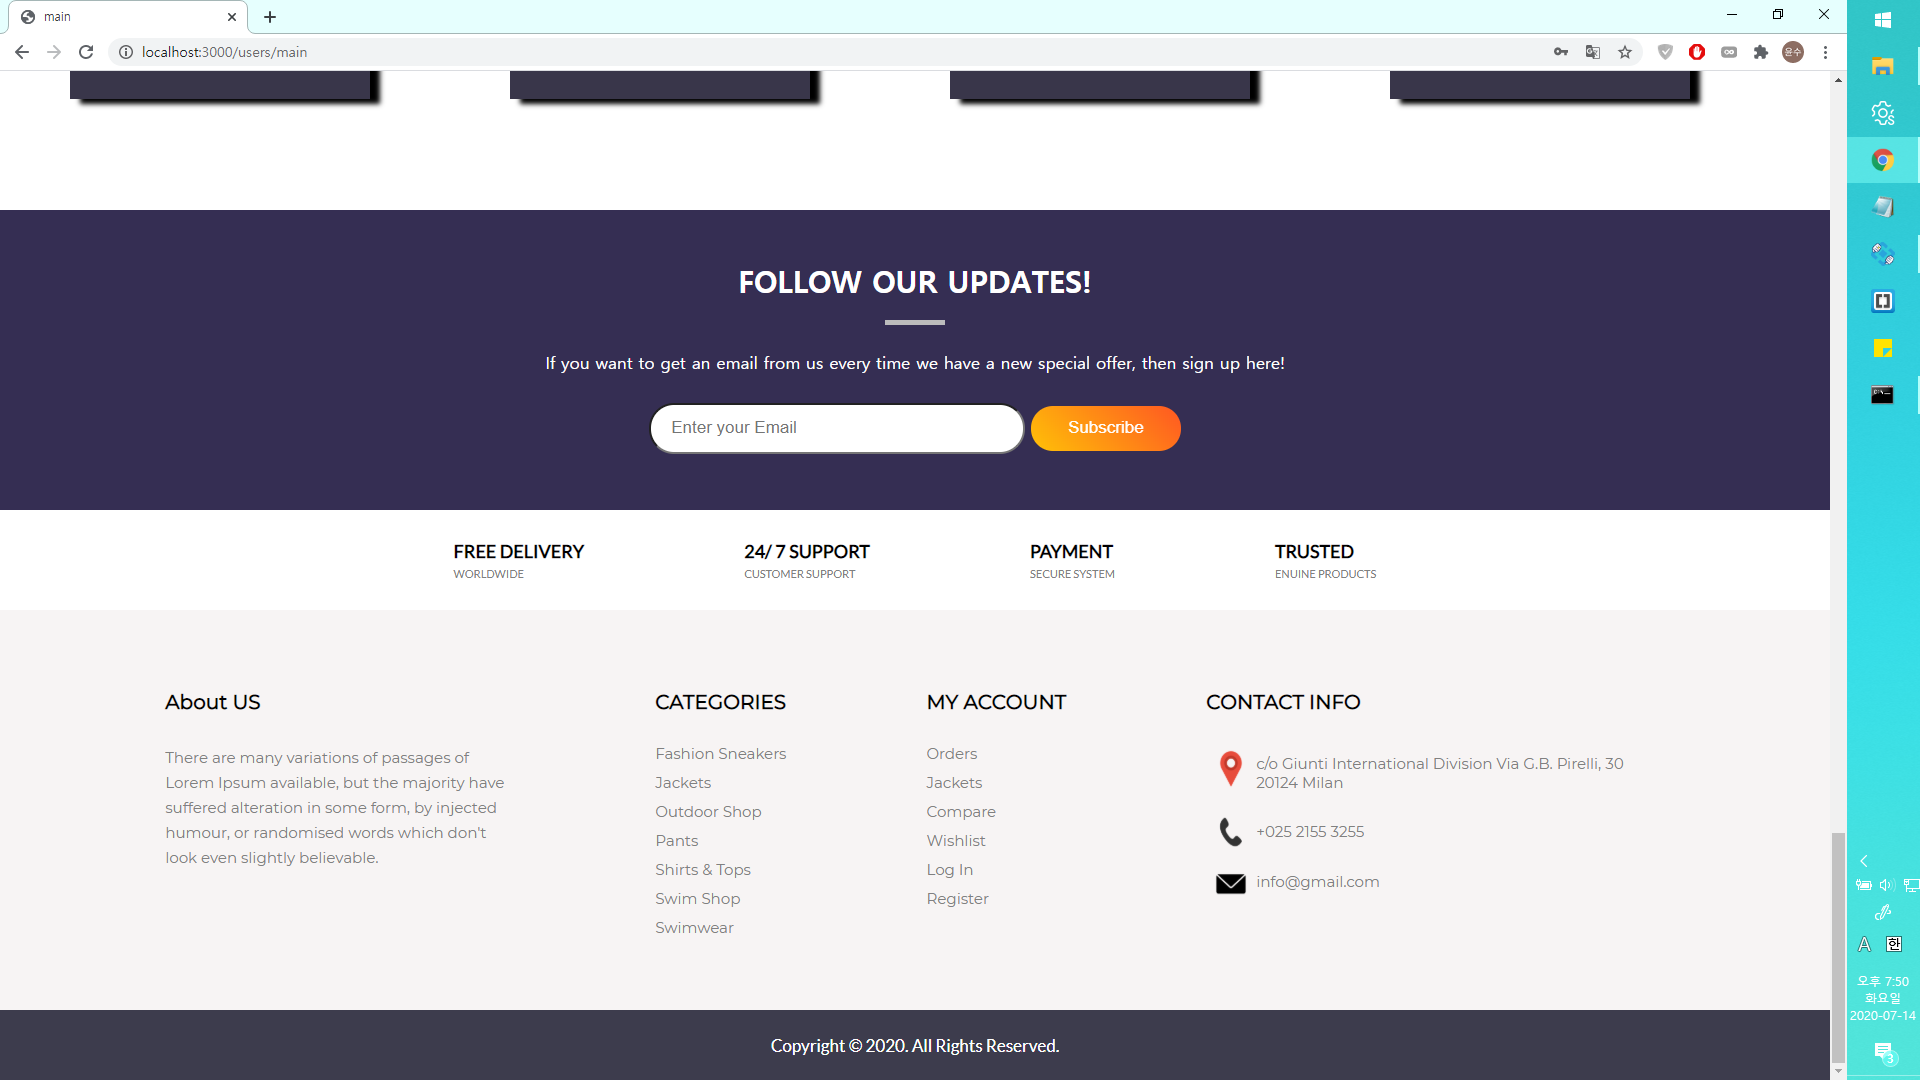 main
localhost:3000/users/main
윤수
FOLLOW OUR UPDATES!
If you want to get an email from us every time we have a new special offer, then sign up here!
Enter your Email
Subscribe
FREE DELIVERY
WORLDWIDE
24/ 7 SUPPORT
CUSTOMER SUPPORT
PAYMENT
SECURE SYSTEM
TRUSTED
ENUINE PRODUCTS
About US
There are many variations of passages of
Lorem Ipsum available, but the majority have
suffered alteration in some form, by injected
humour, or randomised words which don't
look even slightly believable.
CATEGORIES
Fashion Sneakers
Jackets
Outdoor Shop
Pants
Shirts & Tops
Swim Shop
Swimwear
MY ACCOUNT
Orders
Jackets
Compare
Wishlist
Log In
Register
CONTACT INFO
c/o Giunti International Division Via G.B. Pirelli, 30
20124 Milan
+025 2155 3255
info@gmail.com
Copyright © 2020. All Rights Reserved.
A 한
오후 7:50
화요일
2020-07-14
3